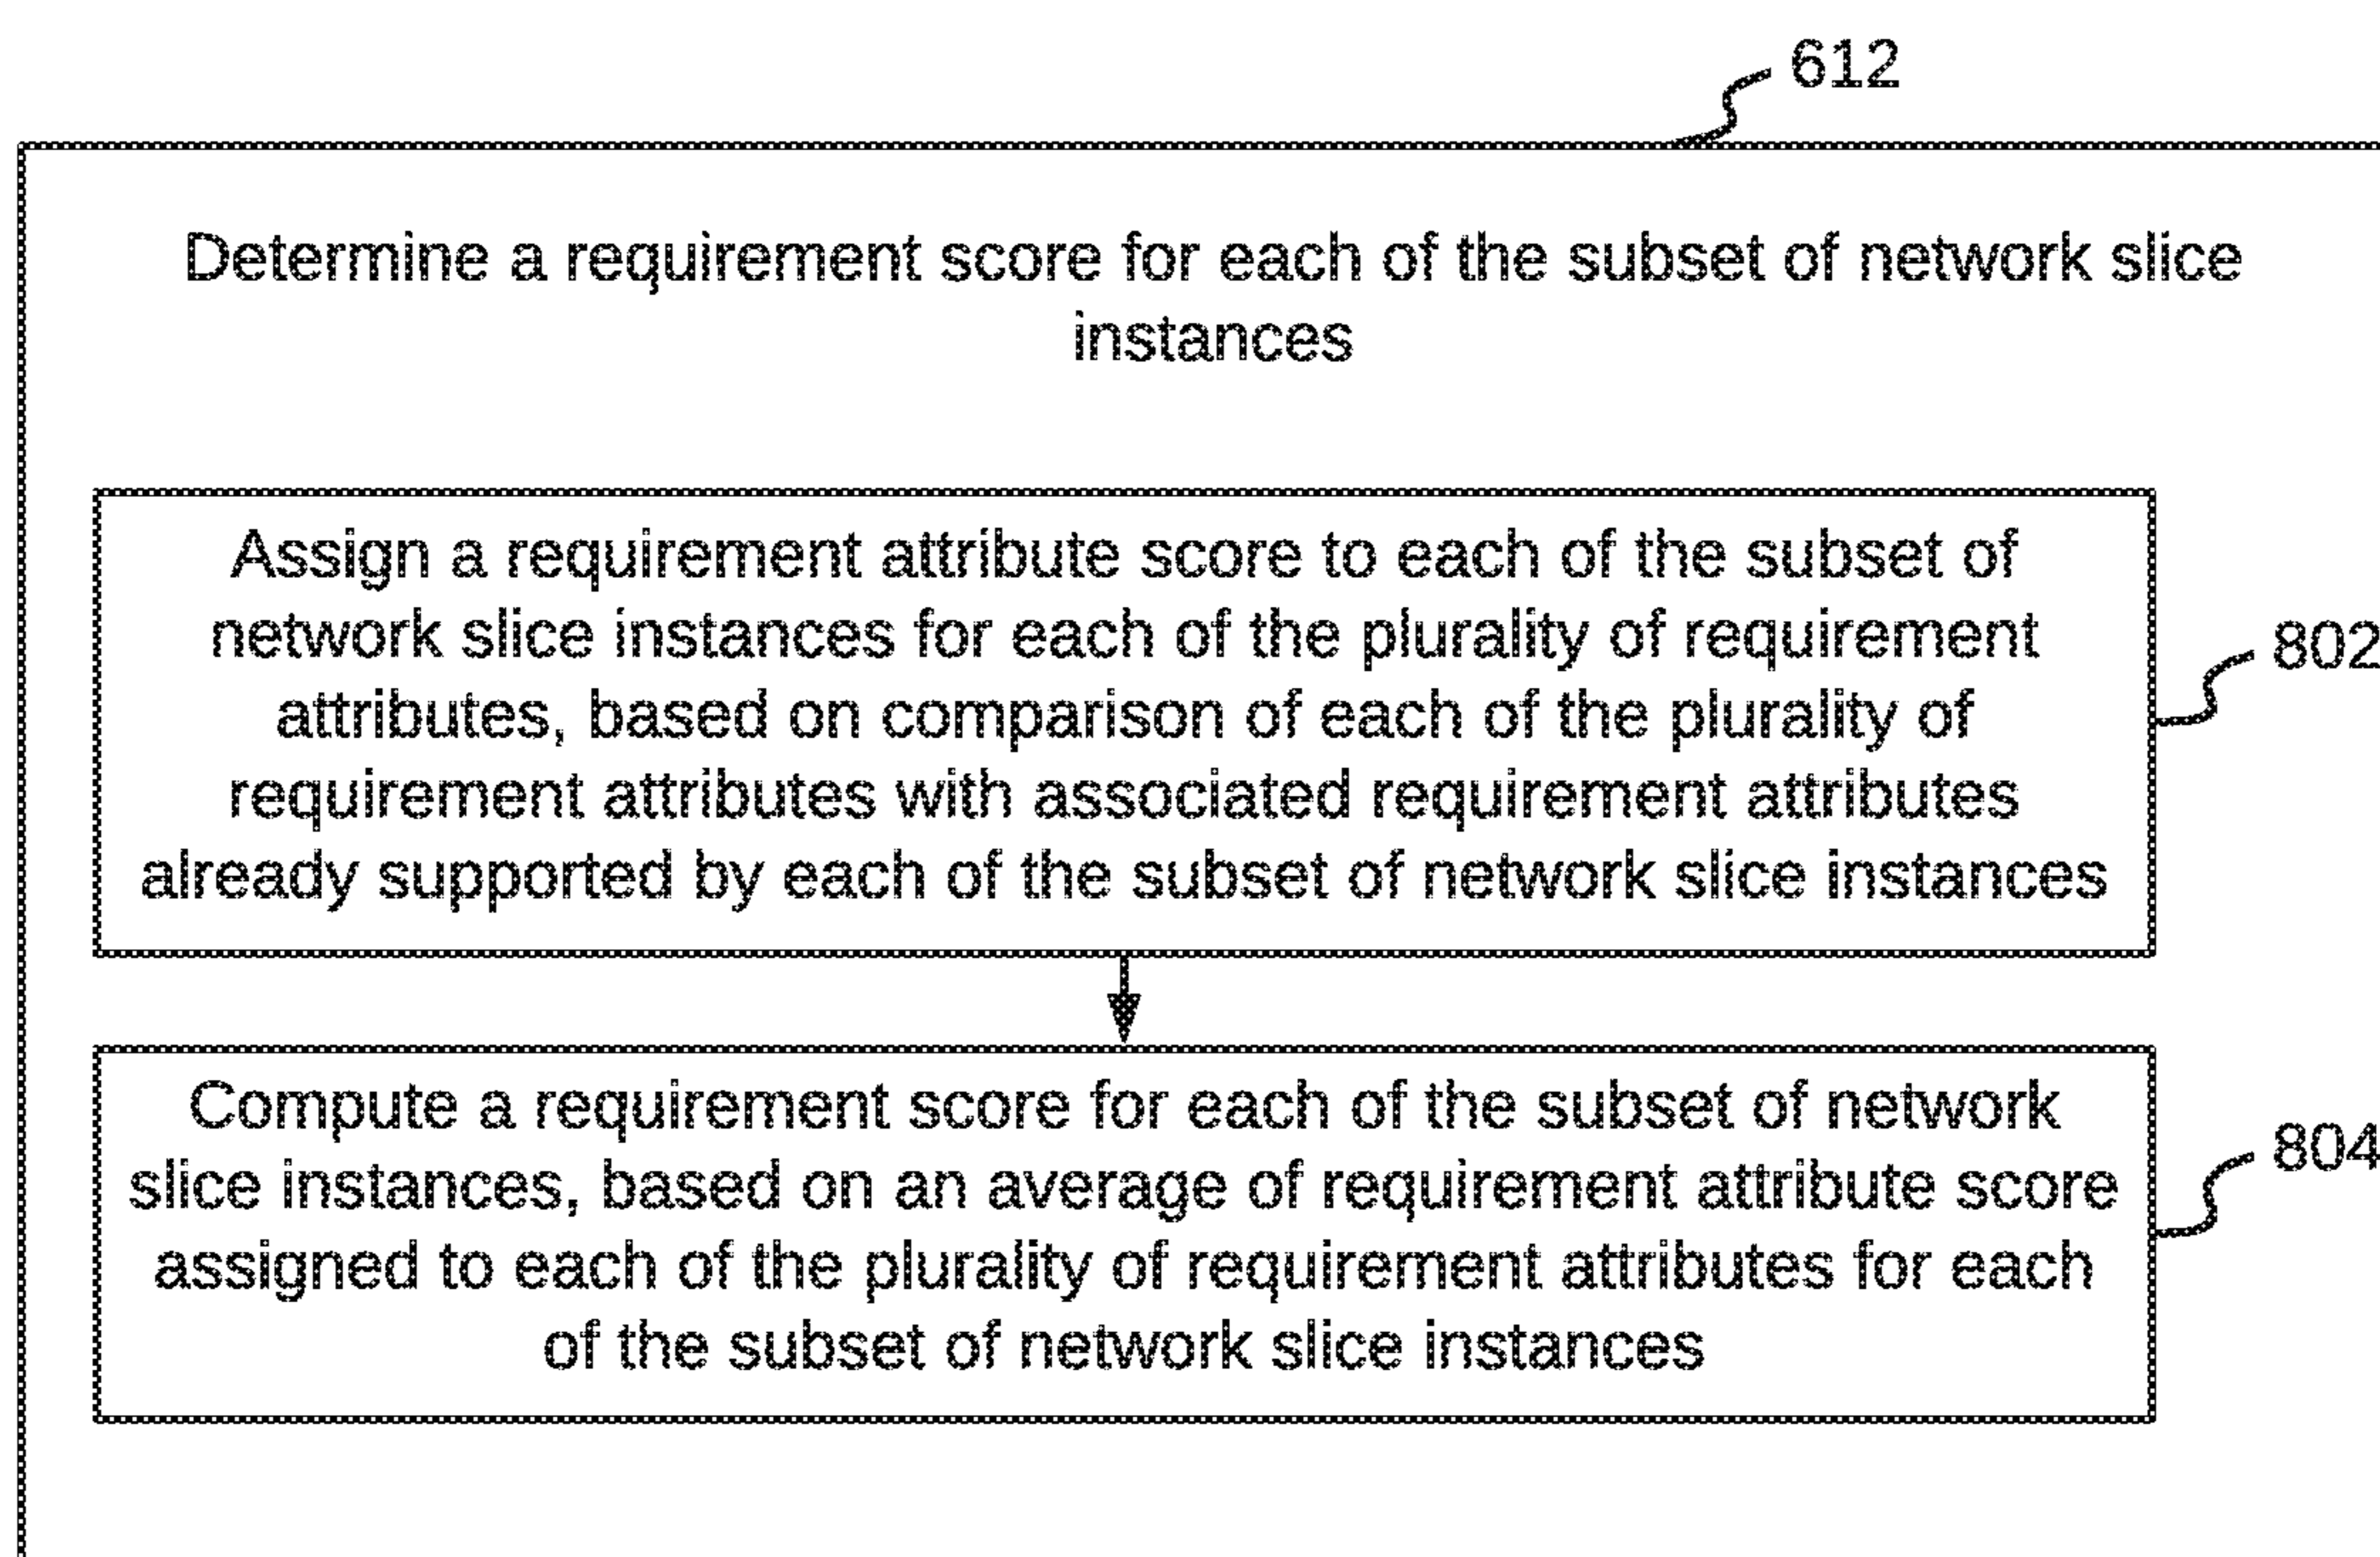 612
Determine a requirement score for each of the subset of network slice
instances
Assign a requirement attribute score to each of the subset of
network slice instances for each of the plurality of requirement
attributes, based on comparison of each of the plurality of
requirement attributes with associated requirement attributes
already supported by each of the subset of network slice instances
802
Compute a requirement score for each of the subset of network
slice instances, based on an average of requirement attribute score
assigned to each of the plurality of requirement attributes for each
of the subset of network slice instances
804